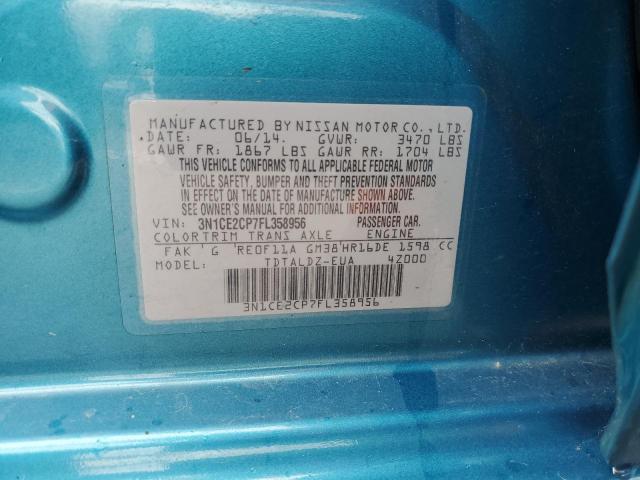 MANUFACTURED BY NISSAN MOTOR CO., LTD.
DATE: 06/14. GVWR: 3470 LBS
GAWR FR: 1867 LBS GAWR RR: 1704 LBS
THIS VEHICLE CONFORMS TO ALL APPLICABLE FEDERAL MOTOR
VEHICLE SAFETY, BUMPER AND THEFT PREVENTION STANDARDS
IN EFFECT ON THE DATE OF MANUFACTURE SHOWN ABOVE.
SEE OWNER'S MANUAL FOR ADDITIONAL INFORMATION.
VIN: 3N1CE2CP7FL358956 PASSENGER CAR.
COLOR TRIM TRANS AXLE ENGINE
FAK G RE0F11A GM38 HR16DE 1598 CC
MODEL: TDTALDZ-EUA 4Z000
3N1CE2CP7FL358956